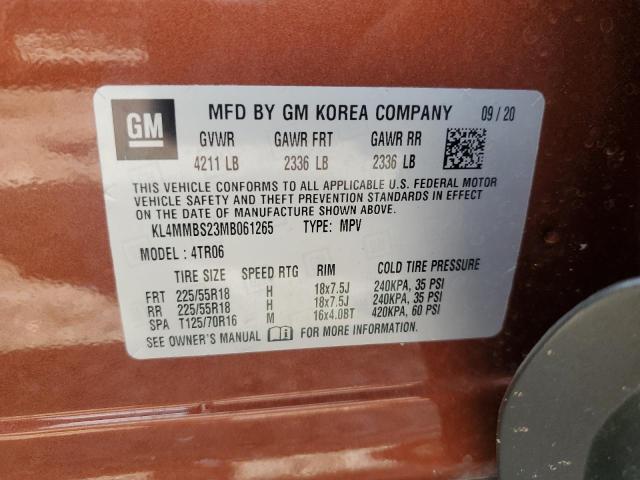 GM MFD BY GM KOREA COMPANY 09 / 20
GVWR GAWR FRT GAWR RR
4211 LB 2336 LB 2336 LB
THIS VEHICLE CONFORMS TO ALL APPLICABLE U.S. FEDERAL MOTOR
VEHICLE SAFETY AND THEFT PREVENTION STANDARDS IN EFFECT
ON THE DATE OF MANUFACTURE SHOWN ABOVE.
KL4MMBS23MB061265 TYPE: MPV
MODEL : 4TR06
TIRE SIZE SPEED RTG RIM COLD TIRE PRESSURE
FRT 225/55R18 H 18x7.5J 240KPA, 35 PSI
RR 225/55R18 H 18x7.5J 240KPA, 35 PSI
SPA T125/70R16 M 16x4.0BT 420KPA, 60 PSI
SEE OWNER'S MANUAL FOR MORE INFORMATION.